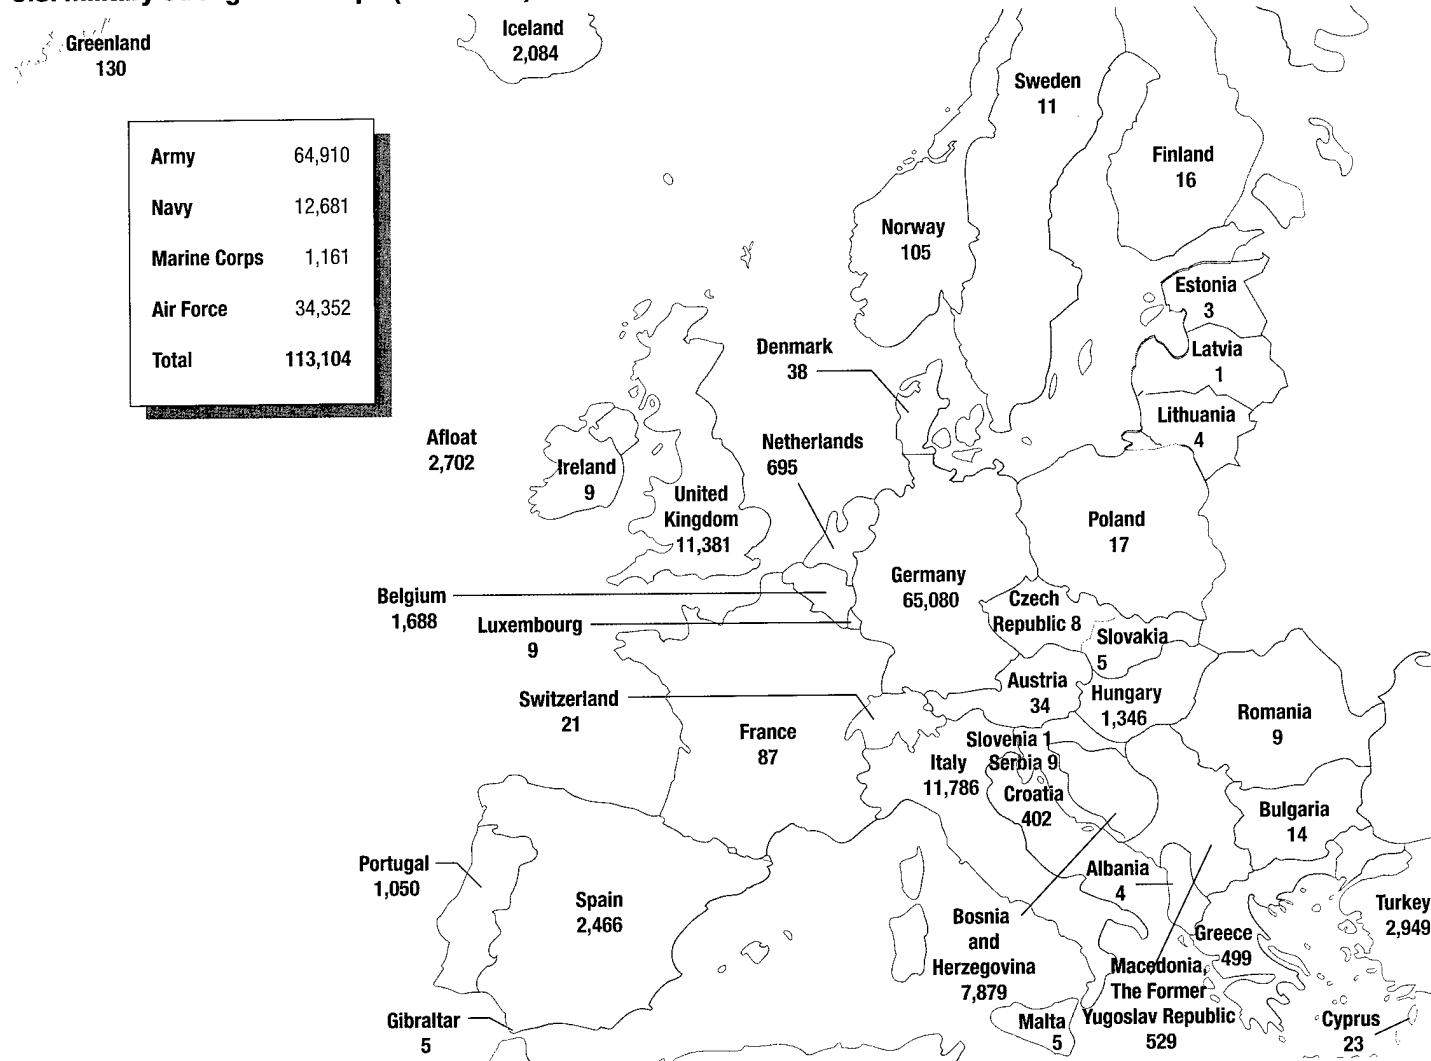 Greenland
130
Iceland
2,084
Sweden
11
Finland
16
Army 64,910
Navy 12,681
Marine Corps 1,161
Air Force 34,352
Total 113,104
Norway
105
Estonia
3
Latvia
1
Lithuania
4
Denmark
38
Netherlands
695
Afloat
2,702
Ireland
9
United
Kingdom
11,381
Poland
17
Germany
65,080
Belgium
1,688
Luxembourg
9
Czech
Republic 8
Slovakia
5
Austria
34
Hungary
1,346
Switzerland
21
France
87
Romania
9
Slovenia 1
Serbia 9
Italy
11,786
Croatia
402
Bulgaria
14
Portugal
1,050
Spain
2,466
Albania
4
Turkey
2,949
Bosnia
and
Herzegovina
7,879
Greece
499
Macedonia,
The Former
Yugoslav Republic
529
Malta
5
Gibraltar
5
Cyprus
23